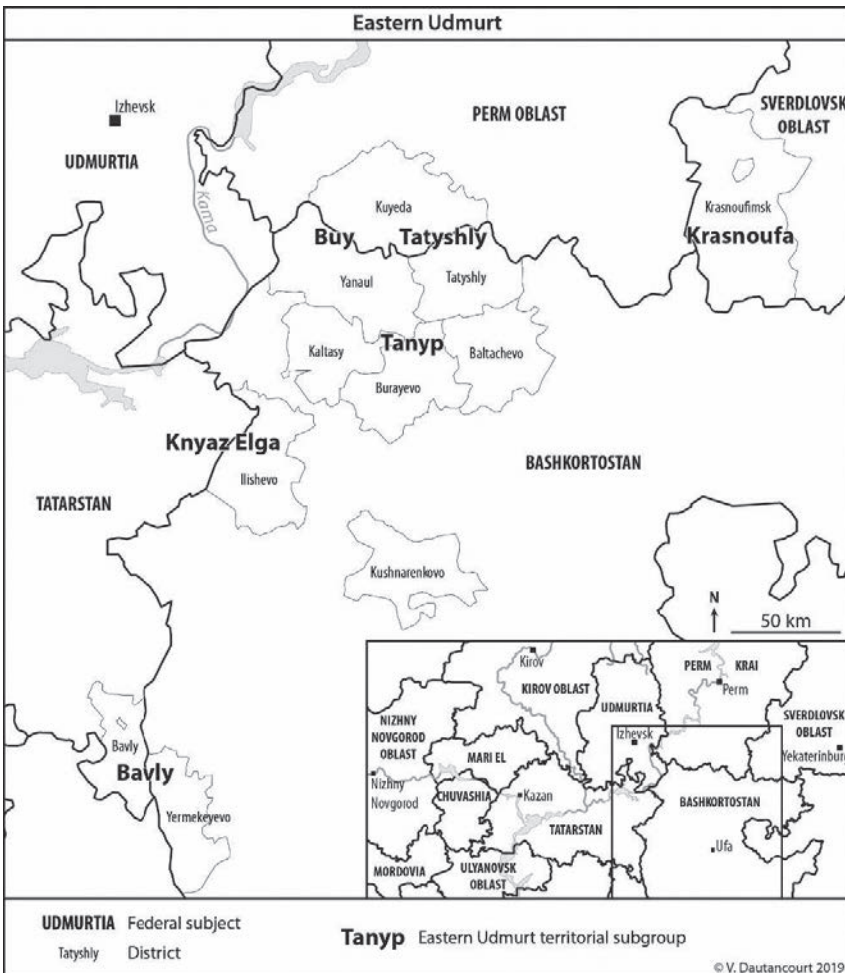 Eastern Udmurt
Izhevsk
PERM OBLAST
SVERDLOVSK
OBLAST
UDMURTIA
Kama
Kuyeda
Krasnoufimsk
Buy
Tatyshly
Krasnoufa
Yanaul
Tatyshly
Kaltasy
Tanyp
Baltachevo
Burayevo
Knyaz Elga
BASHKORTOSTAN
Ilishevo
TATARSTAN
Kushnarenkovo
N
50 km
Bavly
Bavly
Yermekeyevo
Kirov
KIROV OBLAST
PERM KRAI
Perm
UDMURTIA
NIZHNY
NOVGOROD
OBLAST
SVERDLOVSK
OBLAST
Izhevsk
MARI EL
Yekaterinburg
Nizhny
Novgorod
CHUVASHIA
Kazan
BASHKORTOSTAN
TATARSTAN
Ufa
MORDOVIA
ULYANOVSK
OBLAST
UDMURTIA Federal subject
Tatyshly District
Tanyp Eastern Udmurt territorial subgroup
© V. Dautancourt 2019